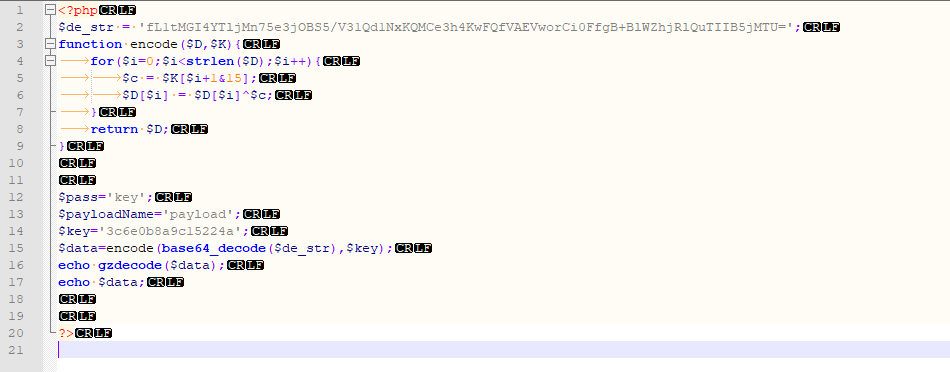 1 <?phpCRLF
2 $de_str = 'fL1tMGI4YTljMn75e3jOBS5/V31Qd1NxKQMCe3h4KwFQfVAEVworCi0FfgB+BlWZhjRlQuTIIB5jMTU=';CRLF
3 function encode($D,$K){CRLF
4 for($i=0;$i<strlen($D);$i++){CRLF
5 $c = $K[$i+1&15];CRLF
6 $D[$i] = $D[$i]^$c;CRLF
7 }CRLF
8 return $D;CRLF
9 }CRLF
10 CRLF
11 CRLF
12 $pass='key';CRLF
13 $payloadName='payload';CRLF
14 $key='3c6e0b8a9c15224a';CRLF
15 $data=encode(base64_decode($de_str),$key);CRLF
16 echo gzdecode($data);CRLF
17 echo $data;CRLF
18 CRLF
19 CRLF
20 ?>CRLF
21